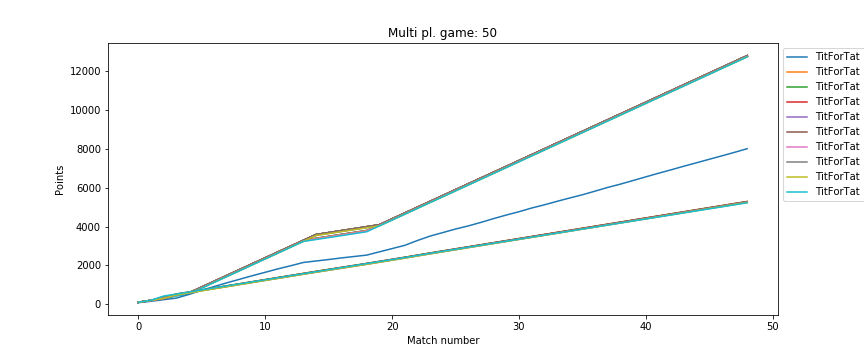 Multi pl. game: 50
12000
10000
8000
6000
4000
2000
0
Points
0 10 20 30 40 50
Match number
TitForTat
TitForTat
TitForTat
TitForTat
TitForTat
TitForTat
TitForTat
TitForTat
TitForTat
TitForTat